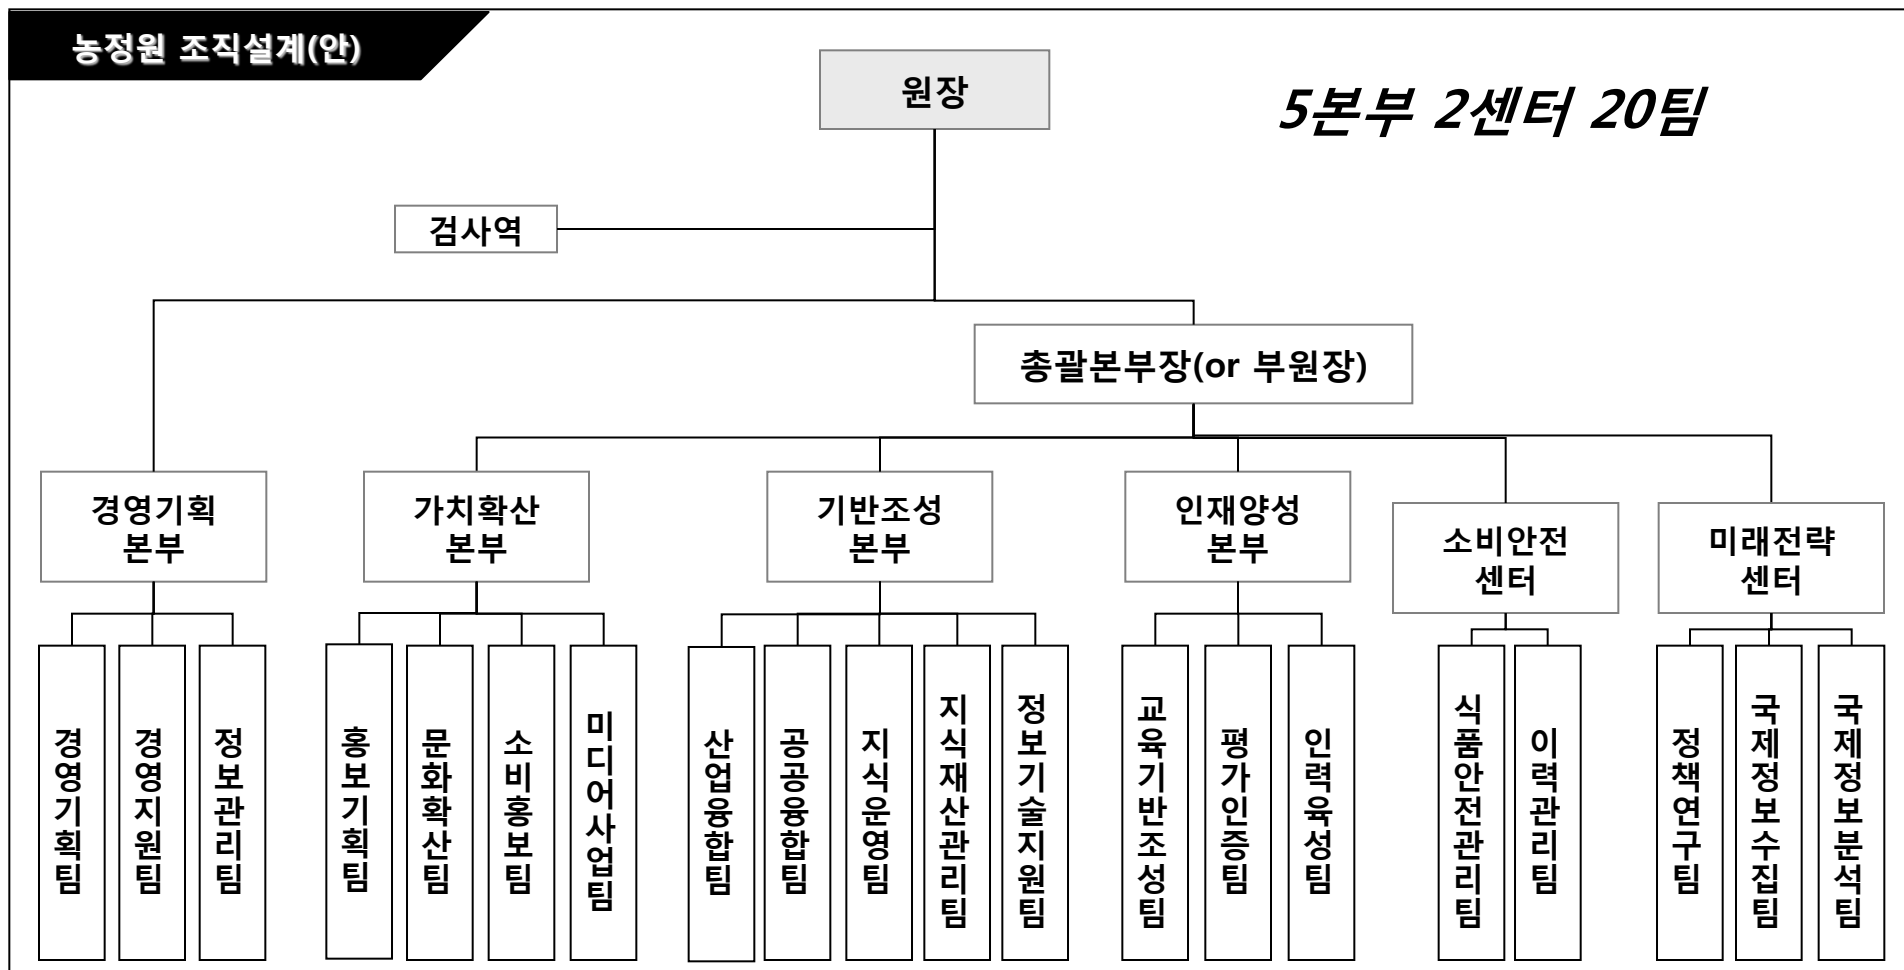 농정원 조직설계(안)
원장
5본부 2센터 20팀
검사역
총괄본부장(or 부원장)
경영기획
본부
가치확산
본부
기반조성
본부
인재양성
본부
소비안전
센터
미래전략
센터
경영기획팀
경영지원팀
정보관리팀
홍보기획팀
문화확산팀
소비홍보팀
미디어사업팀
산업융합팀
공공융합팀
지식운영팀
지식재산관리팀
정보기술지원팀
교육기반조성팀
평가인증팀
인력육성팀
식품안전관리팀
이력관리팀
정책연구팀
국제정보수집팀
국제정보분석팀